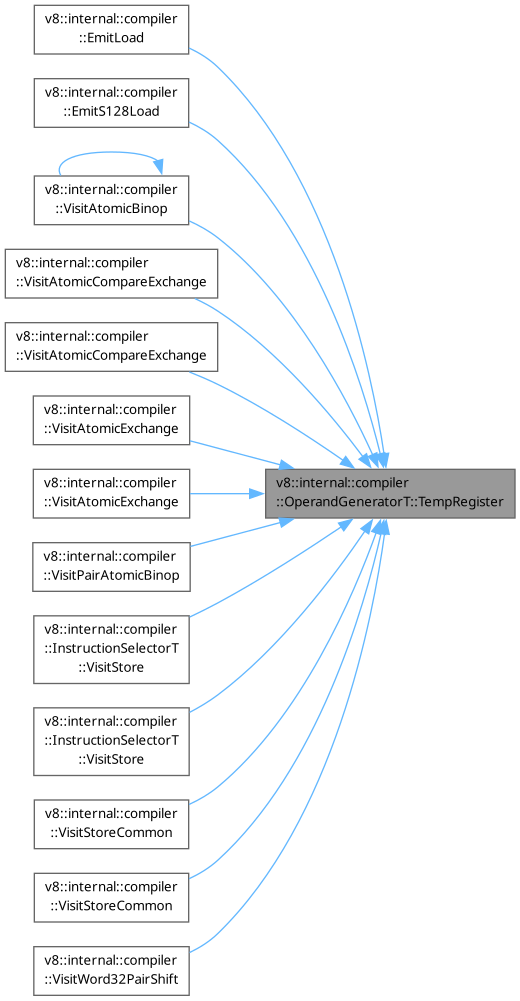 v8::internal::compiler
::EmitLoad
v8::internal::compiler
::EmitS128Load
v8::internal::compiler
::VisitAtomicBinop
v8::internal::compiler
::VisitAtomicCompareExchange
v8::internal::compiler
::VisitAtomicCompareExchange
v8::internal::compiler
::VisitAtomicExchange
v8::internal::compiler
::VisitAtomicExchange
v8::internal::compiler
::OperandGeneratorT::TempRegister
v8::internal::compiler
::VisitPairAtomicBinop
v8::internal::compiler
::InstructionSelectorT
::VisitStore
v8::internal::compiler
::InstructionSelectorT
::VisitStore
v8::internal::compiler
::VisitStoreCommon
v8::internal::compiler
::VisitStoreCommon
v8::internal::compiler
::VisitWord32PairShift